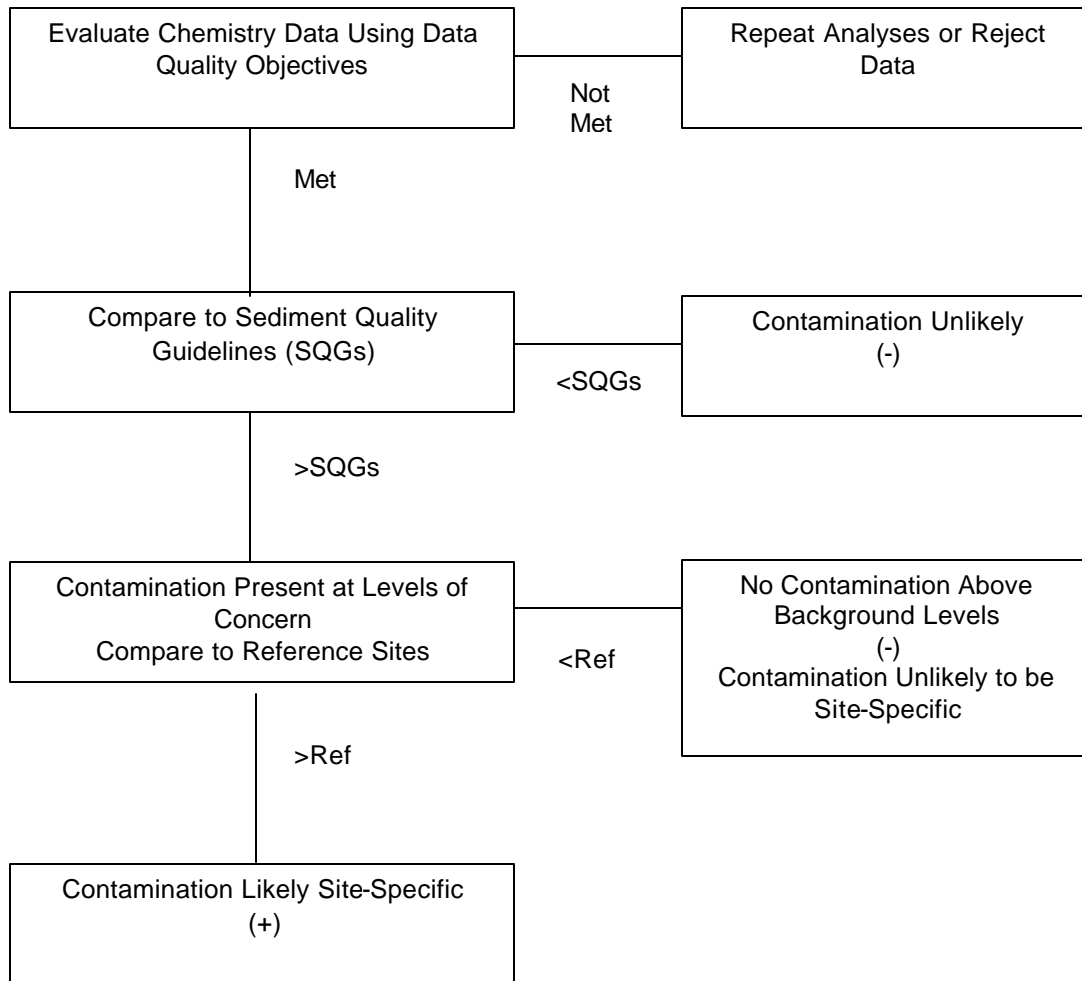 Evaluate Chemistry Data Using Data
Quality Objectives
Repeat Analyses or Reject
Data
Not
Met
Met
Compare to Sediment Quality
Guidelines (SQGs)
Contamination Unlikely
(-)
<SQGs
>SQGs
Contamination Present at Levels of
Concern
Compare to Reference Sites
No Contamination Above
Background Levels
(-)
Contamination Unlikely to be
Site-Specific
<Ref
>Ref
Contamination Likely Site-Specific
(+)